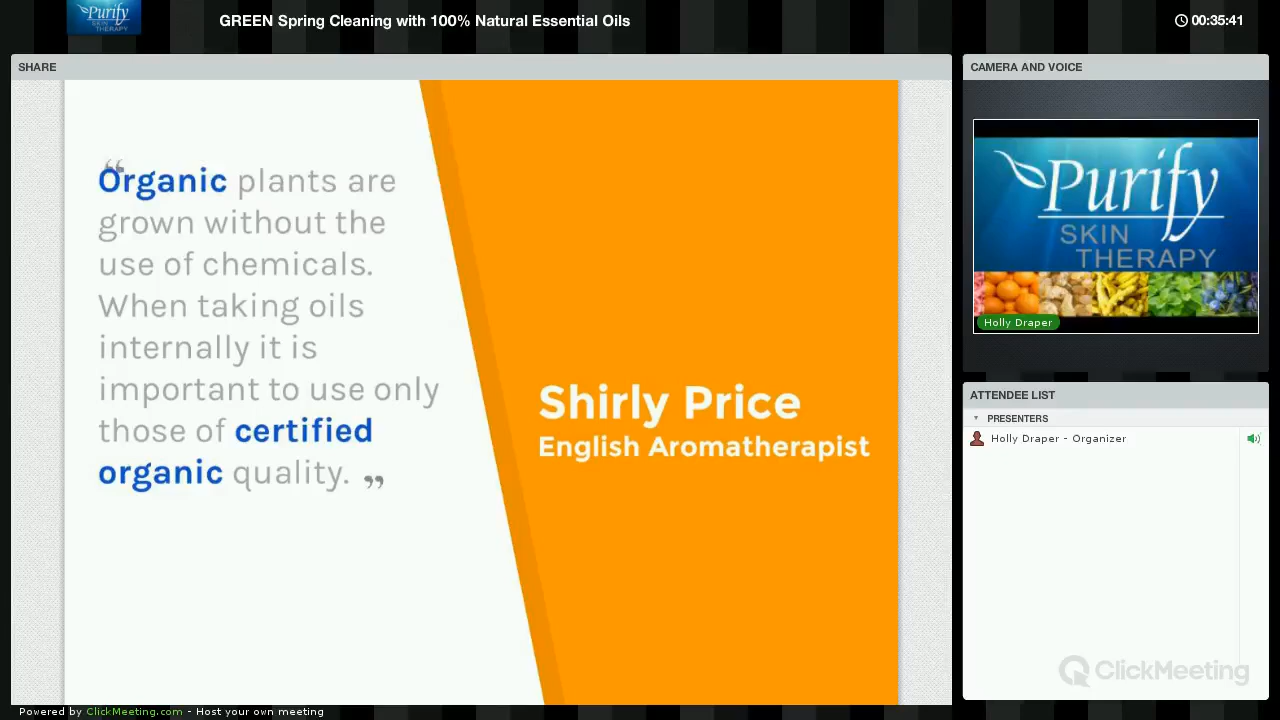 Purify
SKIN
THERAPY
GREEN Spring Cleaning with 100% Natural Essential Oils
00:35:41
SHARE
“Organic plants are
grown without the
use of chemicals.
When taking oils
internally it is
important to use only
those of certified
organic quality. ”
Shirly Price
English Aromatherapist
CAMERA AND VOICE
Purify
SKIN
THERAPY
Holly Draper
ATTENDEE LIST
PRESENTERS
Holly Draper - Organizer
ClickMeeting
Powered by ClickMeeting.com - Host your own meeting